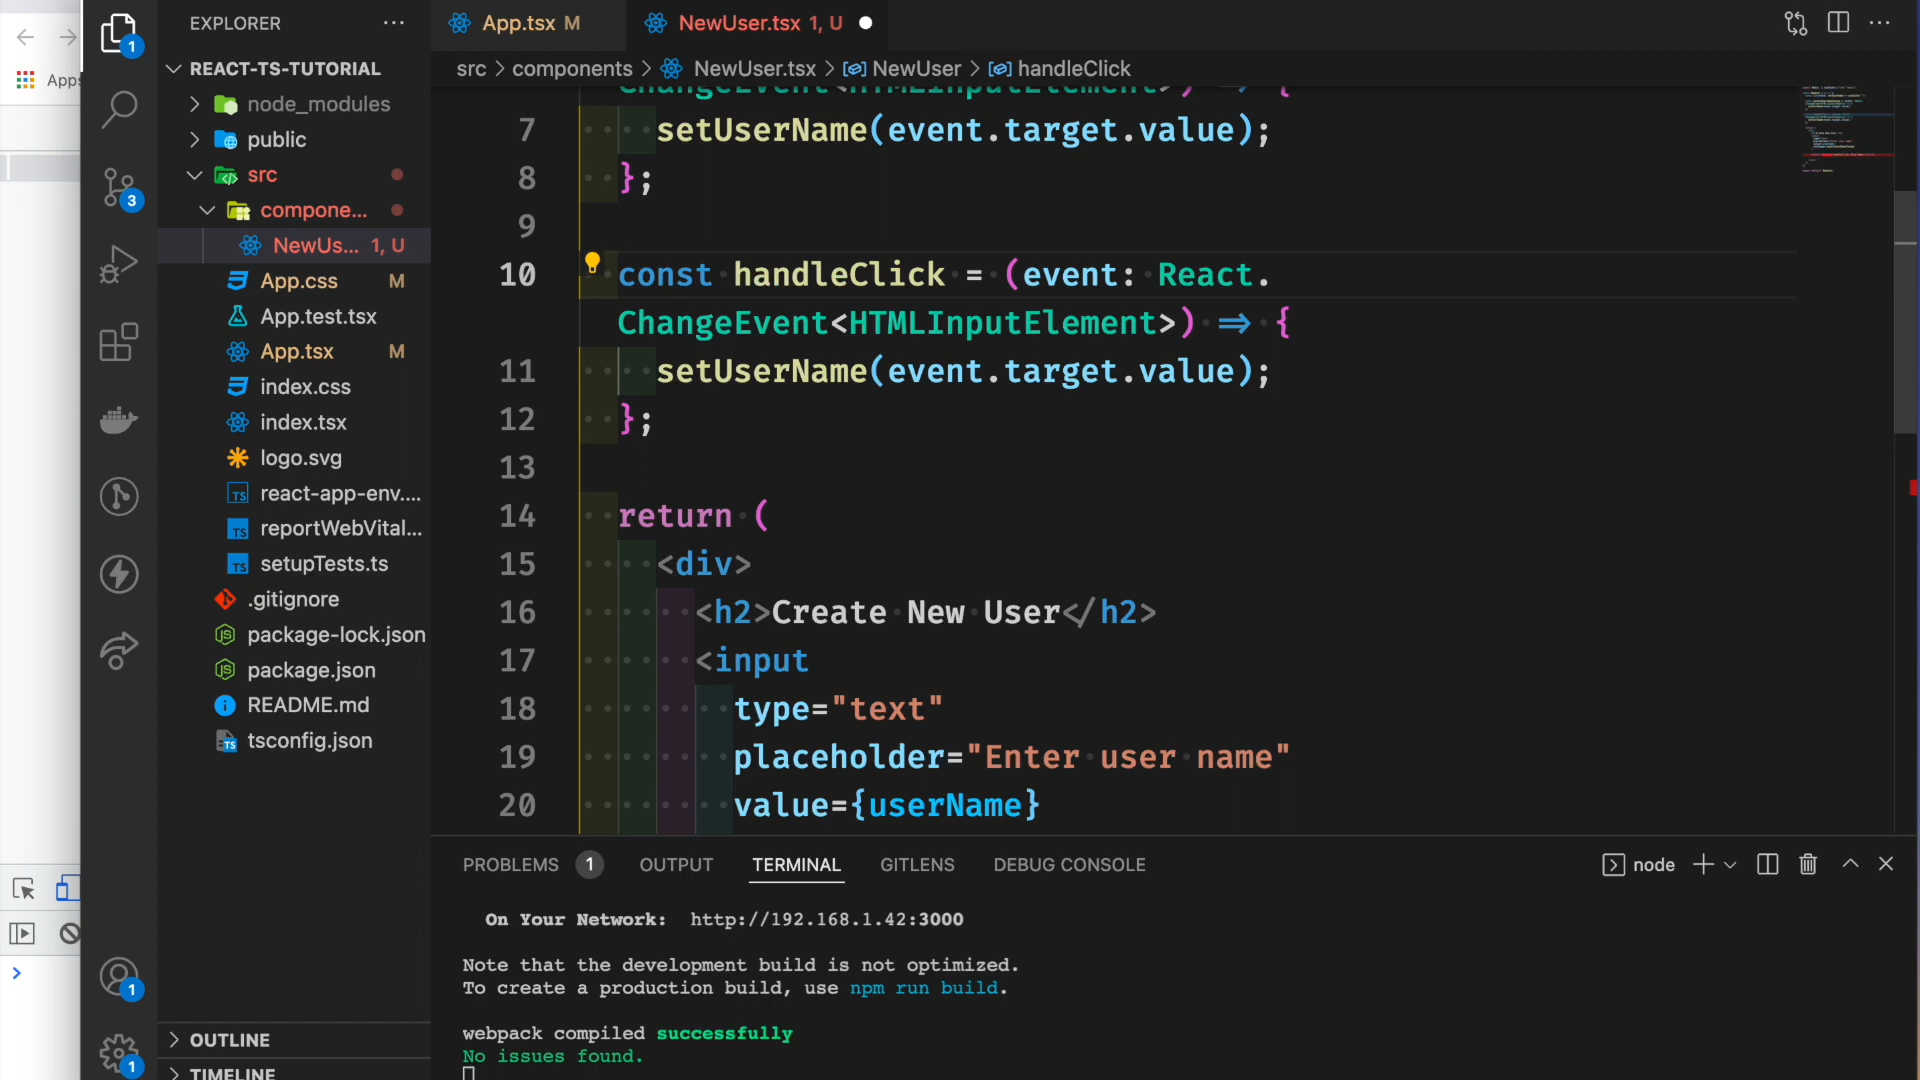 EXPLORER
App.tsx M
NewUser.tsx 1, U
src > components > NewUser.tsx > NewUser > handleClick
Apps
REACT-TS-TUTORIAL
node_modules
public
src
compone...
NewUs... 1, U
App.css M
App.test.tsx
App.tsx M
index.css
index.tsx
logo.svg
react-app-env....
reportWebVital...
setupTests.ts
.gitignore
package-lock.json
package.json
README.md
tsconfig.json
OUTLINE
TIMELINE
1
3
1
1
ChangeEvent<HTMLInputElement>) => {
7 setUserName(event.target.value);
8 };
9
10 const handleClick = (event: React.
ChangeEvent<HTMLInputElement>) => {
11 setUserName(event.target.value);
12 };
13
14 return (
15 <div>
16 <h2>Create New User</h2>
17 <input
18 type="text"
19 placeholder="Enter user name"
20 value={userName}
PROBLEMS 1 OUTPUT TERMINAL GITLENS DEBUG CONSOLE
node
On Your Network: http://192.168.1.42:3000
Note that the development build is not optimized.
To create a production build, use npm run build.
webpack compiled successfully
No issues found.